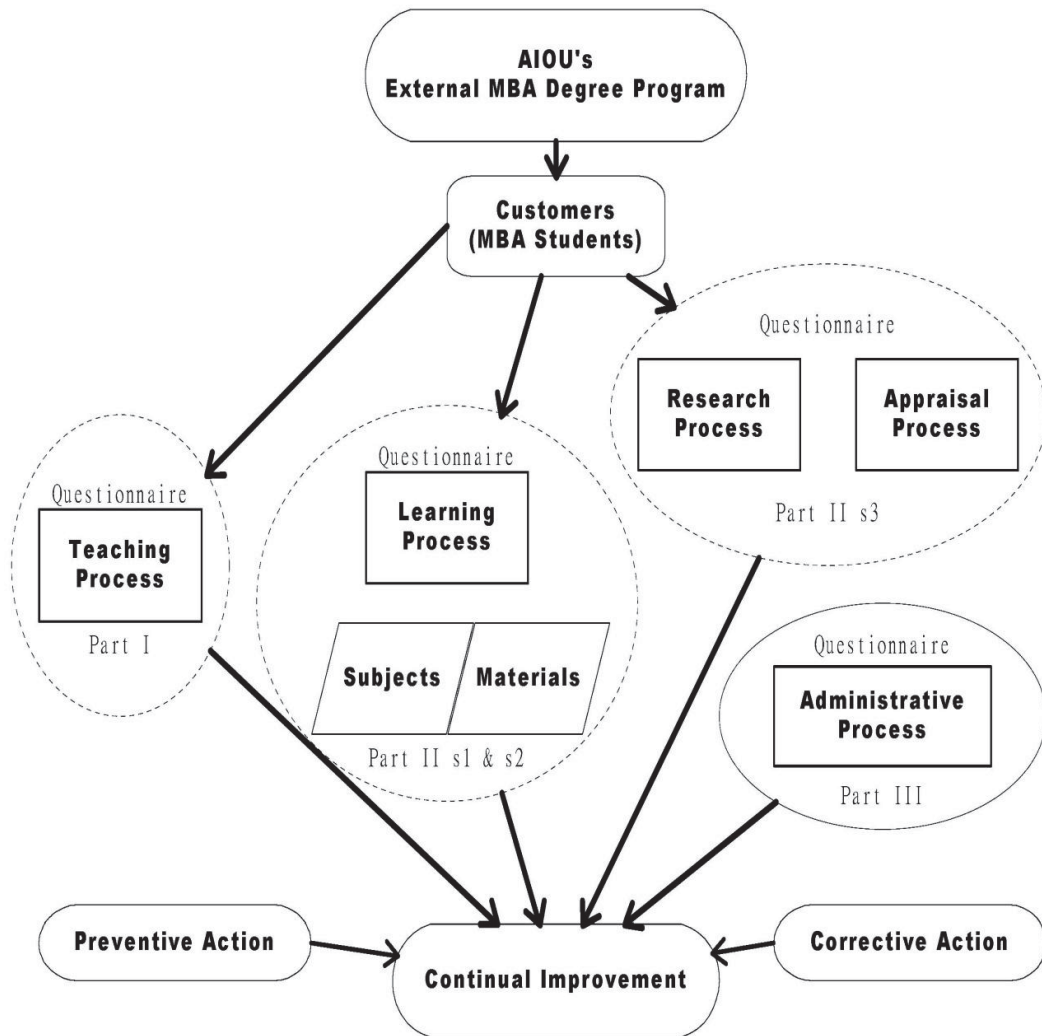 AIOU's
External MBA Degree Program
Customers
(MBA Students)
Questionnaire
Research
Process
Appraisal
Process
Part II s3
Questionnaire
Learning
Process
Subjects
Materials
Part II s1 & s2
Questionnaire
Teaching
Process
Part I
Questionnaire
Administrative
Process
Part III
Preventive Action
Continual Improvement
Corrective Action